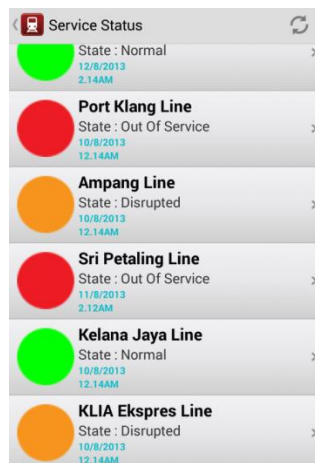 Service Status
State : Normal
12/8/2013
2.14AM
Port Klang Line
State : Out Of Service
10/8/2013
12.14AM
Ampang Line
State : Disrupted
10/8/2013
12.14AM
Sri Petaling Line
State : Out Of Service
11/8/2013
2.12AM
Kelana Jaya Line
State : Normal
10/8/2013
12.14AM
KLIA Ekspres Line
State : Disrupted
10/8/2013
12.14AM